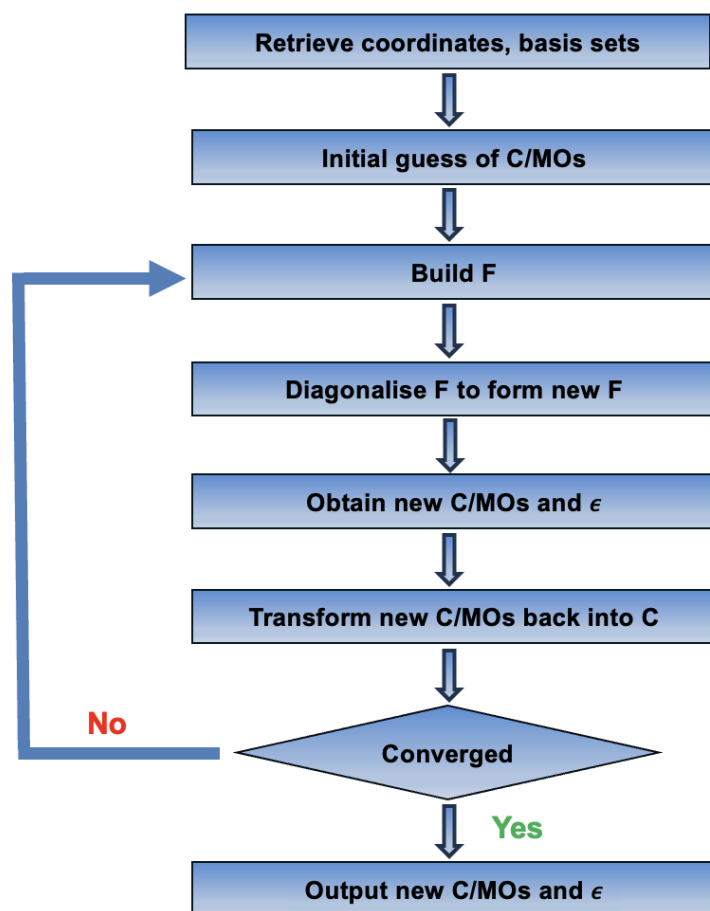 Retrieve coordinates, basis sets
Initial guess of C/MOs
Build F
Diagonalise F to form new F
Obtain new C/MOs and ϵ
Transform new C/MOs back into C
No
Converged
Yes
Output new C/MOs and ϵ